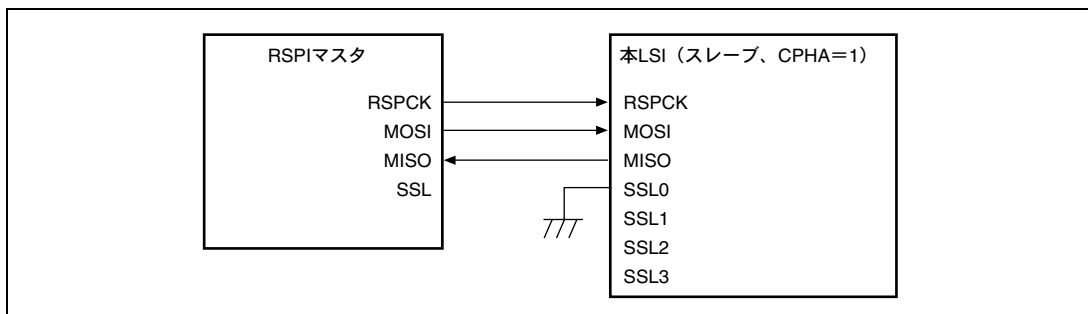 RSPIマスタ
RSPCK
MOSI
MISO
SSL
本LSI（スレーブ、CPHA＝1）
RSPCK
MOSI
MISO
SSL0
SSL1
SSL2
SSL3